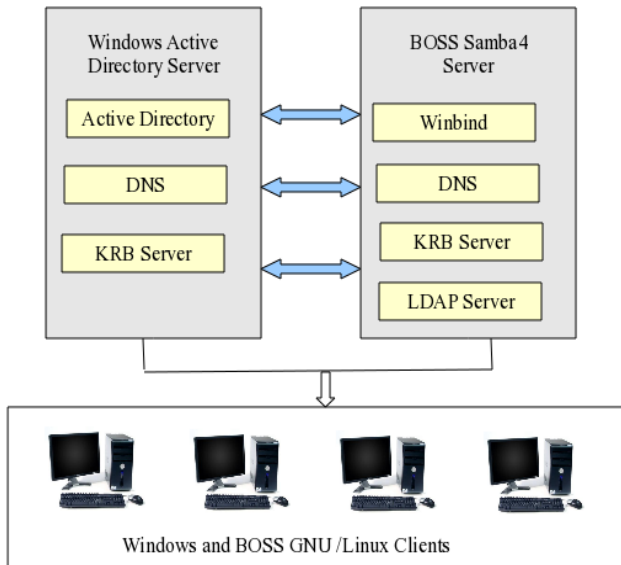 Windows Active
Directory Server
Active Directory
DNS
KRB Server
BOSS Samba4
Server
Winbind
DNS
KRB Server
LDAP Server
Windows and BOSS GNU /Linux Clients